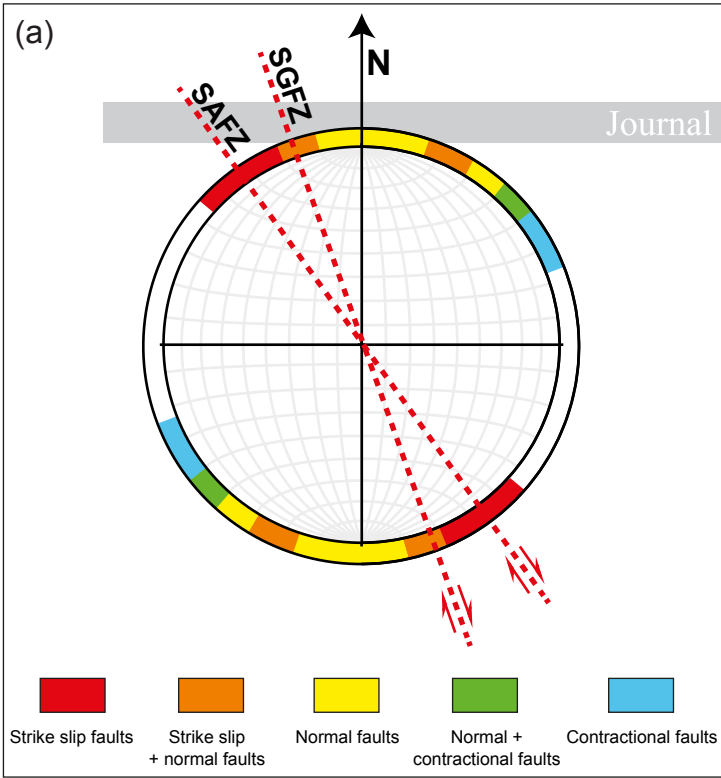 (a)
N
SGFZ
SAFZ
Journal
Strike slip faults
Strike slip
+ normal faults
Normal faults
Normal +
contractional faults
Contractional faults